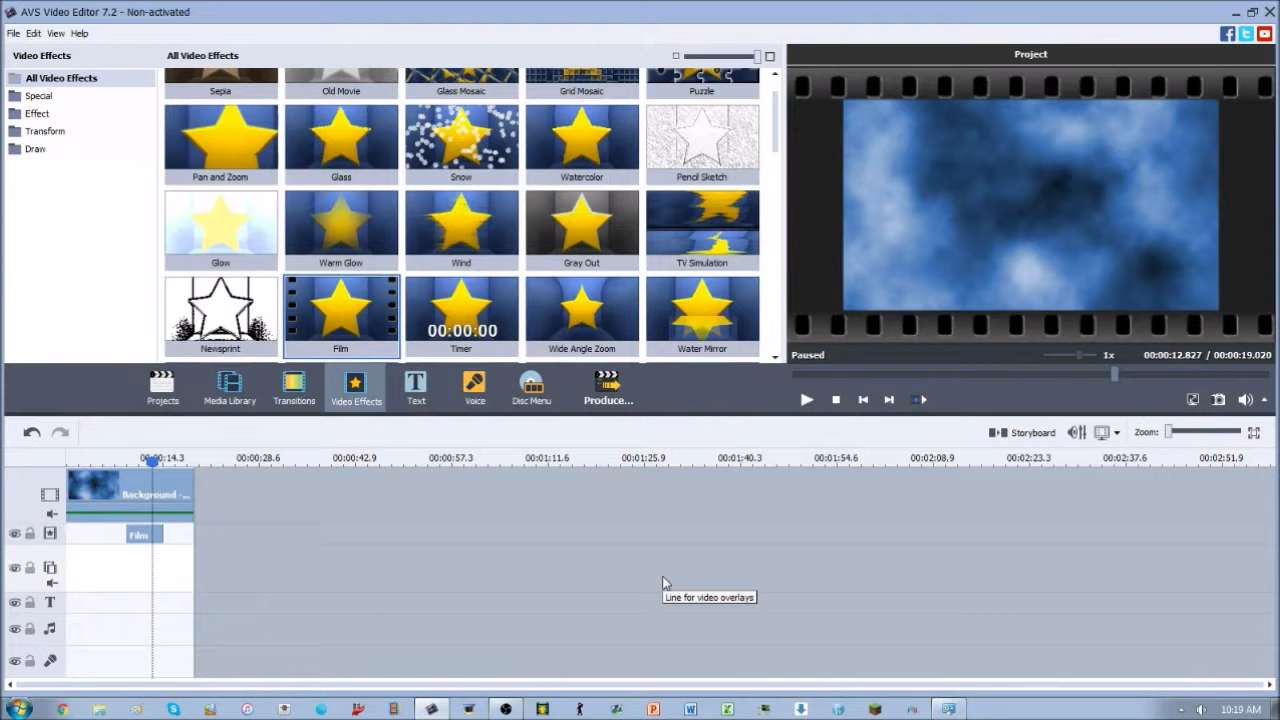 AVS Video Editor 7.2 - Non-activated
File Edit View Help
Video Effects
All Video Effects
Project
All Video Effects
Special
Effect
Transform
Draw
Sepia Old Movie Glass Mosaic Grid Mosaic Puzzle
Pan and Zoom Glass Snow Watercolor Pencil Sketch
Glow Warm Glow Wind Gray Out TV Simulation
00:00:00
Newsprint Film Timer Wide Angle Zoom Water Mirror
Paused 1x 00:00:12.827 / 00:00:19.020
Projects Media Library Transitions Video Effects Text Voice Disc Menu Produce...
Storyboard Zoom:
00:00:14.3 00:00:28.6 00:00:42.9 00:00:57.3 00:01:11.6 00:01:25.9 00:01:40.3 00:01:54.6 00:02:08.9 00:02:23.3 00:02:37.6 00:02:51.9
Background -...
Film
T
Line for video overlays
10:19 AM